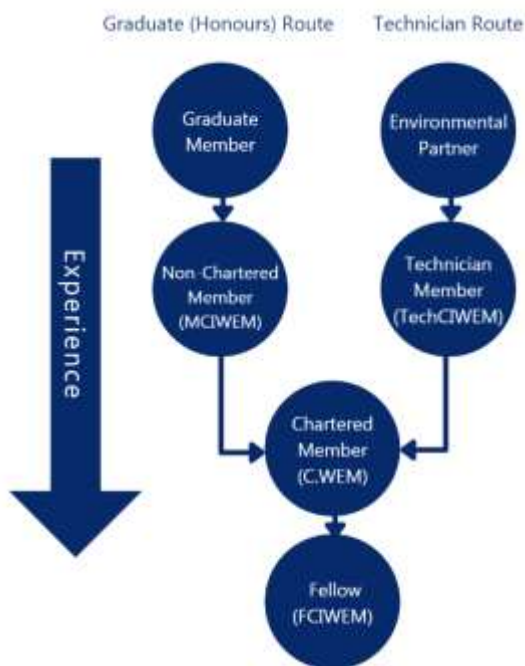 Graduate (Honours) Route
Technician Route
Graduate
Member
Environmental
Partner
Experience
Non-Chartered
Member
(MCIWEM)
Technician
Member
(TechCIWEM)
Chartered
Member
(C.WEM)
Fellow
(FCIWEM)